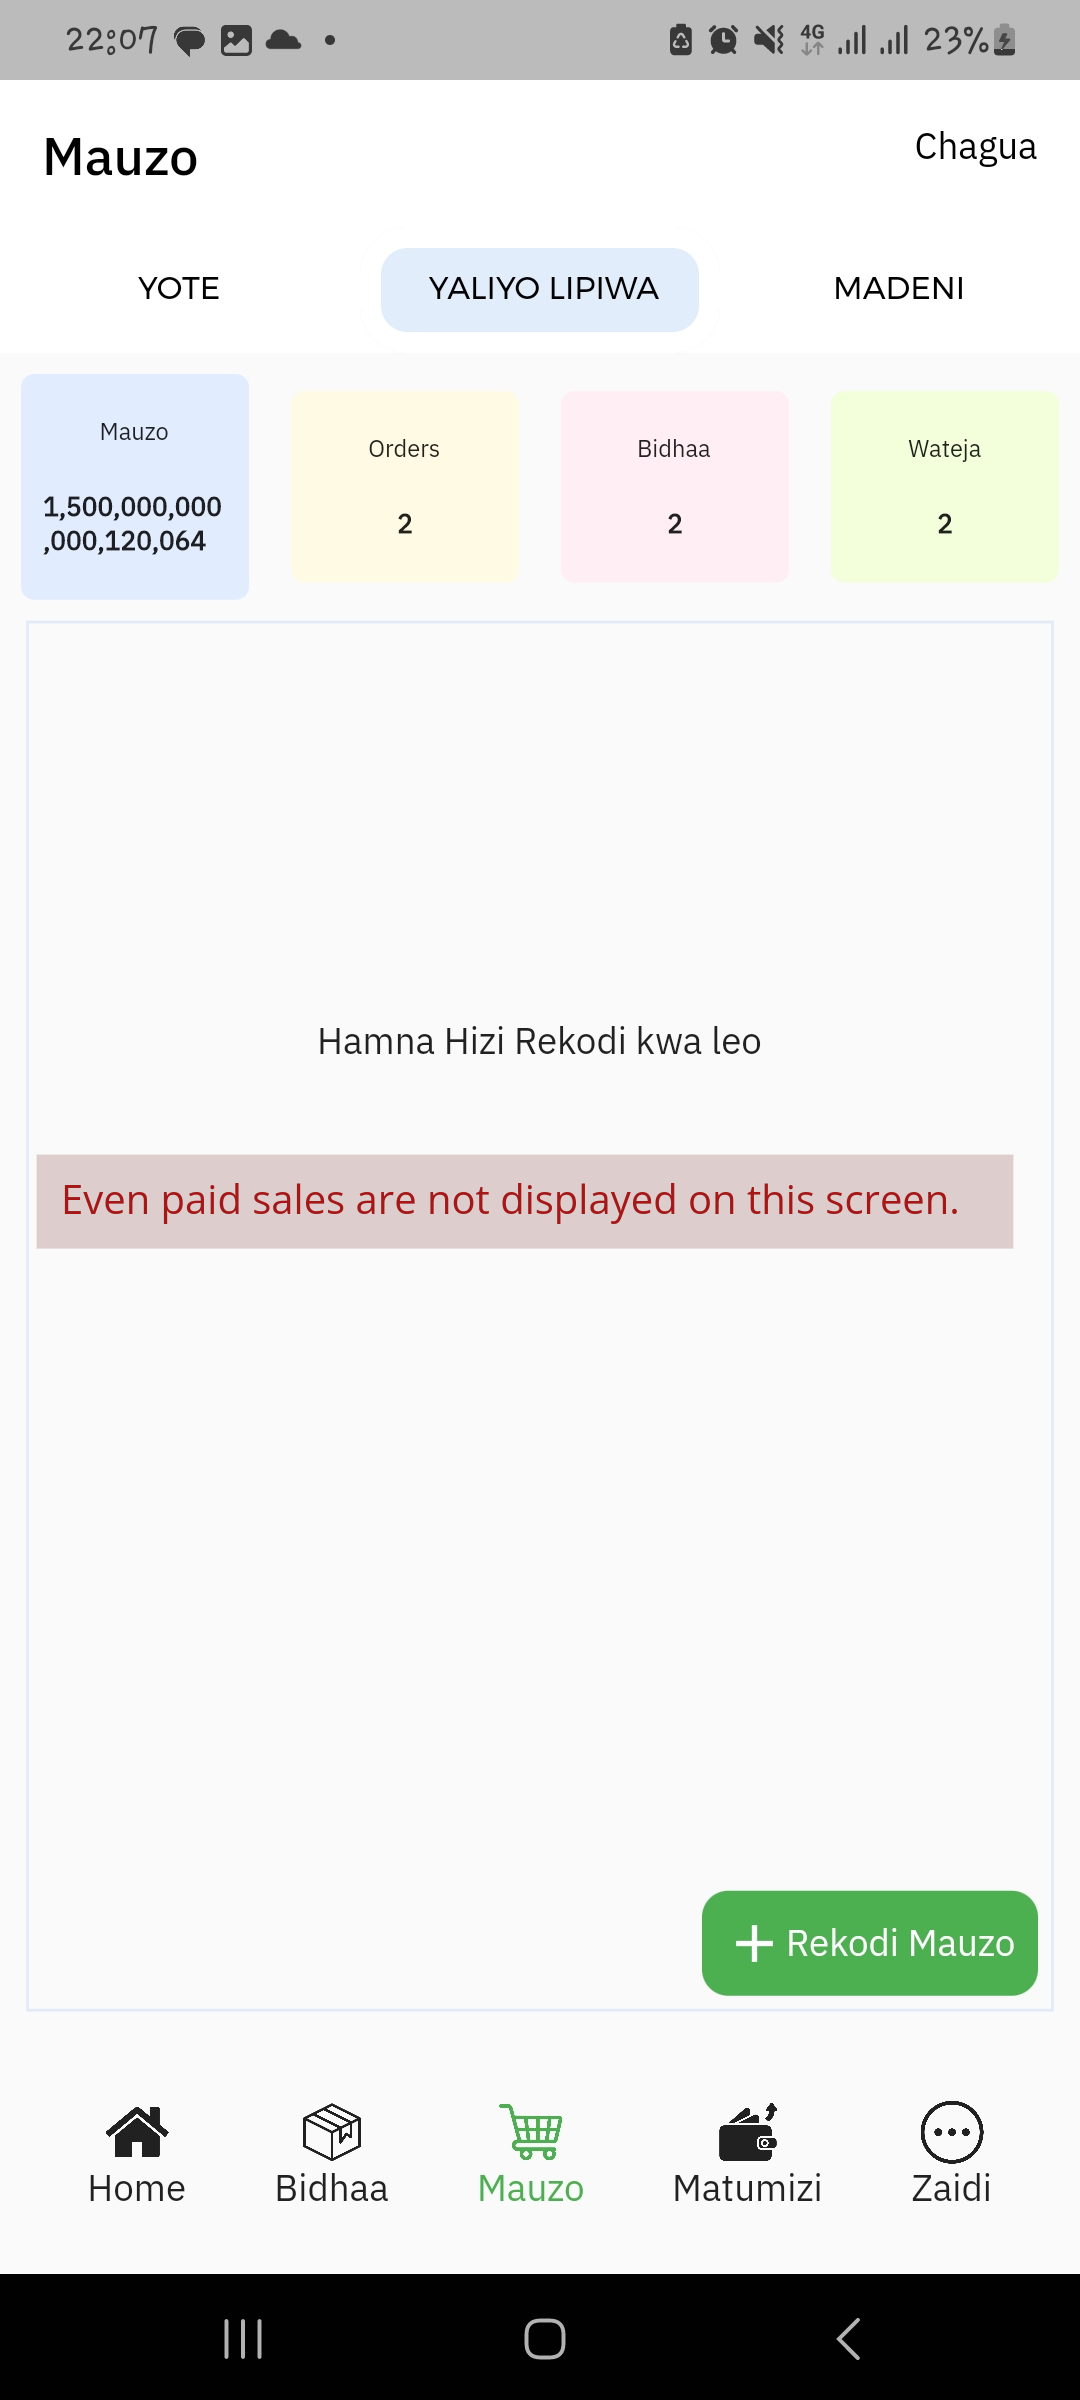 22:07
4G
23%
Mauzo
Chagua
YOTE
YALIYO LIPIWA
MADENI
Mauzo
1,500,000,000
,000,120,064
Orders
2
Bidhaa
2
Wateja
2
Hamna Hizi Rekodi kwa leo
Even paid sales are not displayed on this screen.
Rekodi Mauzo
Home
Bidhaa
Mauzo
Matumizi
Zaidi